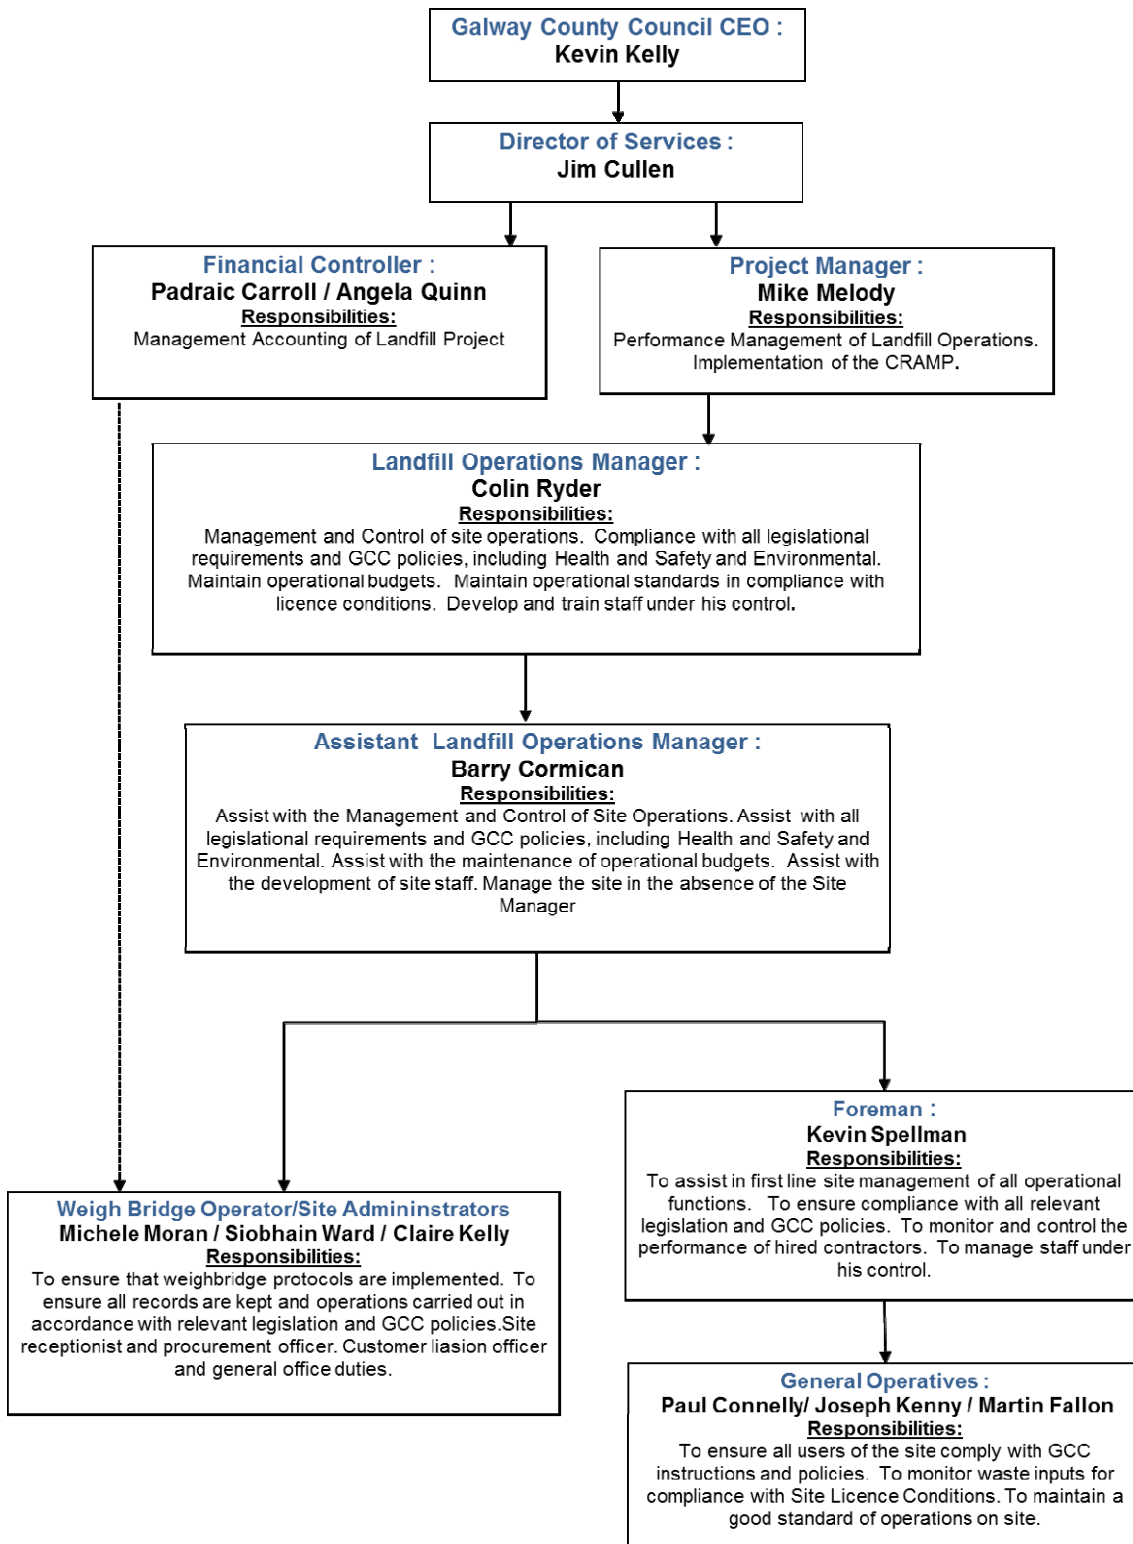 Galway County Council CEO :
Kevin Kelly
Director of Services :
Jim Cullen
Financial Controller :
Padraic Carroll / Angela Quinn
Responsibilities:
Management Accounting of Landfill Project
Project Manager :
Mike Melody
Responsibilities:
Performance Management of Landfill Operations.
Implementation of the CRAMP.
Landfill Operations Manager :
Colin Ryder
Responsibilities:
Management and Control of site operations. Compliance with all legislational
requirements and GCC policies, including Health and Safety and Environmental.
Maintain operational budgets. Maintain operational standards in compliance with
licence conditions. Develop and train staff under his control.
Assistant Landfill Operations Manager :
Barry Cormican
Responsibilities:
Assist with the Management and Control of Site Operations. Assist with all
legislational requirements and GCC policies, including Health and Safety and
Environmental. Assist with the maintenance of operational budgets. Assist with
the development of site staff. Manage the site in the absence of the Site
Manager
Weigh Bridge Operator/Site Admininstrators
Michele Moran / Siobhain Ward / Claire Kelly
Responsibilities:
To ensure that weighbridge protocols are implemented. To
ensure all records are kept and operations carried out in
accordance with relevant legislation and GCC policies.Site
receptionist and procurement officer. Customer liasion officer
and general office duties.
Foreman :
Kevin Spellman
Responsibilities:
To assist in first line site management of all operational
functions. To ensure compliance with all relevant
legislation and GCC policies. To monitor and control the
performance of hired contractors. To manage staff under
his control.
General Operatives :
Paul Connelly/ Joseph Kenny / Martin Fallon
Responsibilities:
To ensure all users of the site comply with GCC
instructions and policies. To monitor waste inputs for
compliance with Site Licence Conditions. To maintain a
good standard of operations on site.